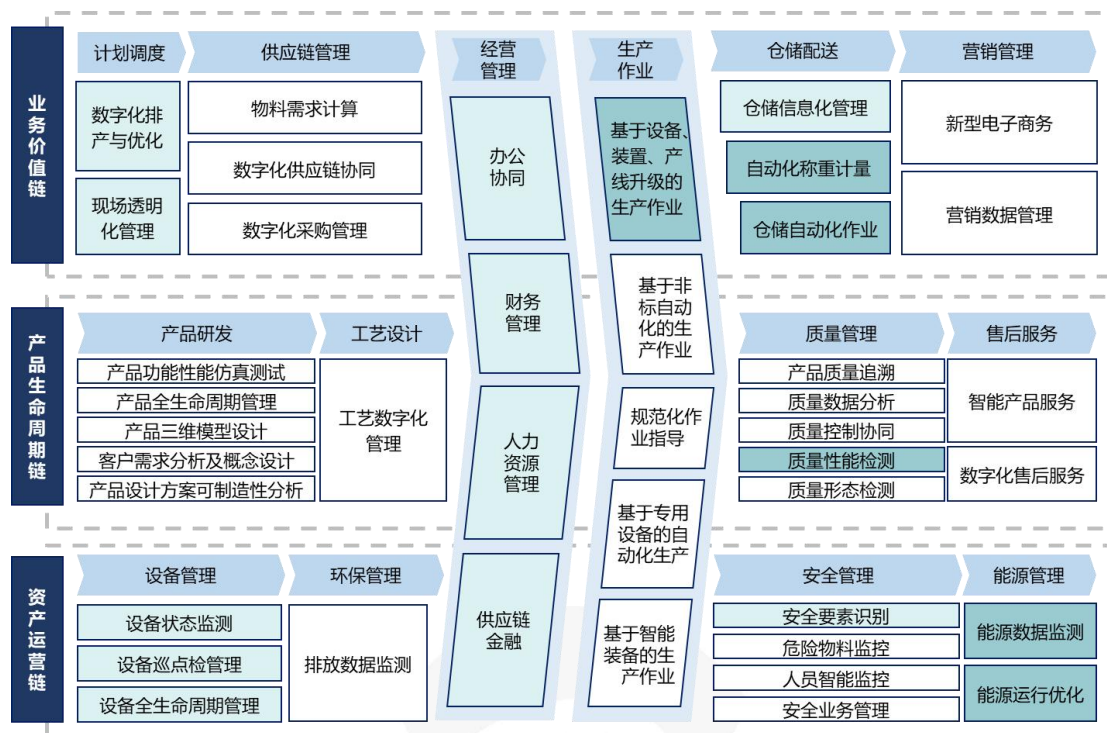 业务价值链
计划调度
供应链管理
经营
管理
生产
作业
仓储配送
营销管理
数字化排
产与优化
现场透明
化管理
物料需求计算
数字化供应链协同
数字化采购管理
办公
协同
基于设备、
装置、产
线升级的
生产作业
仓储信息化管理
自动化称重计量
仓储自动化作业
新型电子商务
营销数据管理
财务
管理
基于非
标自动
化的生
产作业
产品生命周期链
产品研发
工艺设计
质量管理
售后服务
产品功能性能仿真测试
产品全生命周期管理
产品三维模型设计
客户需求分析及概念设计
产品设计方案可制造性分析
工艺数字化
管理
人力
资源
管理
规范化作
业指导
产品质量追溯
质量数据分析
质量控制协同
质量性能检测
质量形态检测
智能产品服务
数字化售后服务
基于专用
设备的自
动化生产
资产运营链
设备管理
环保管理
安全管理
能源管理
设备状态监测
设备巡点检管理
设备全生命周期管理
排放数据监测
供应链
金融
基于智能
装备的生
产作业
安全要素识别
危险物料监控
人员智能监控
安全业务管理
能源数据监测
能源运行优化